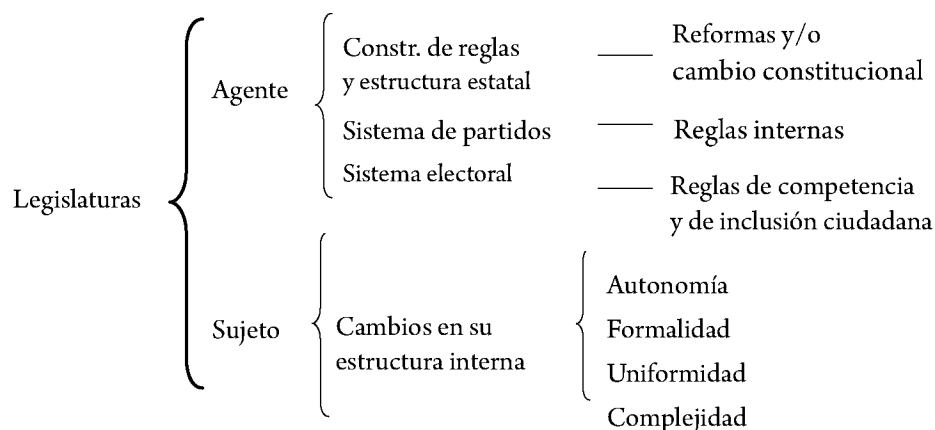 Legislaturas
Agente
Constr. de reglas
y estructura estatal
Reformas y/o
cambio constitucional
Sistema de partidos
Reglas internas
Sistema electoral
Reglas de competencia
y de inclusión ciudadana
Sujeto
Cambios en su
estructura interna
Autonomía
Formalidad
Uniformidad
Complejidad